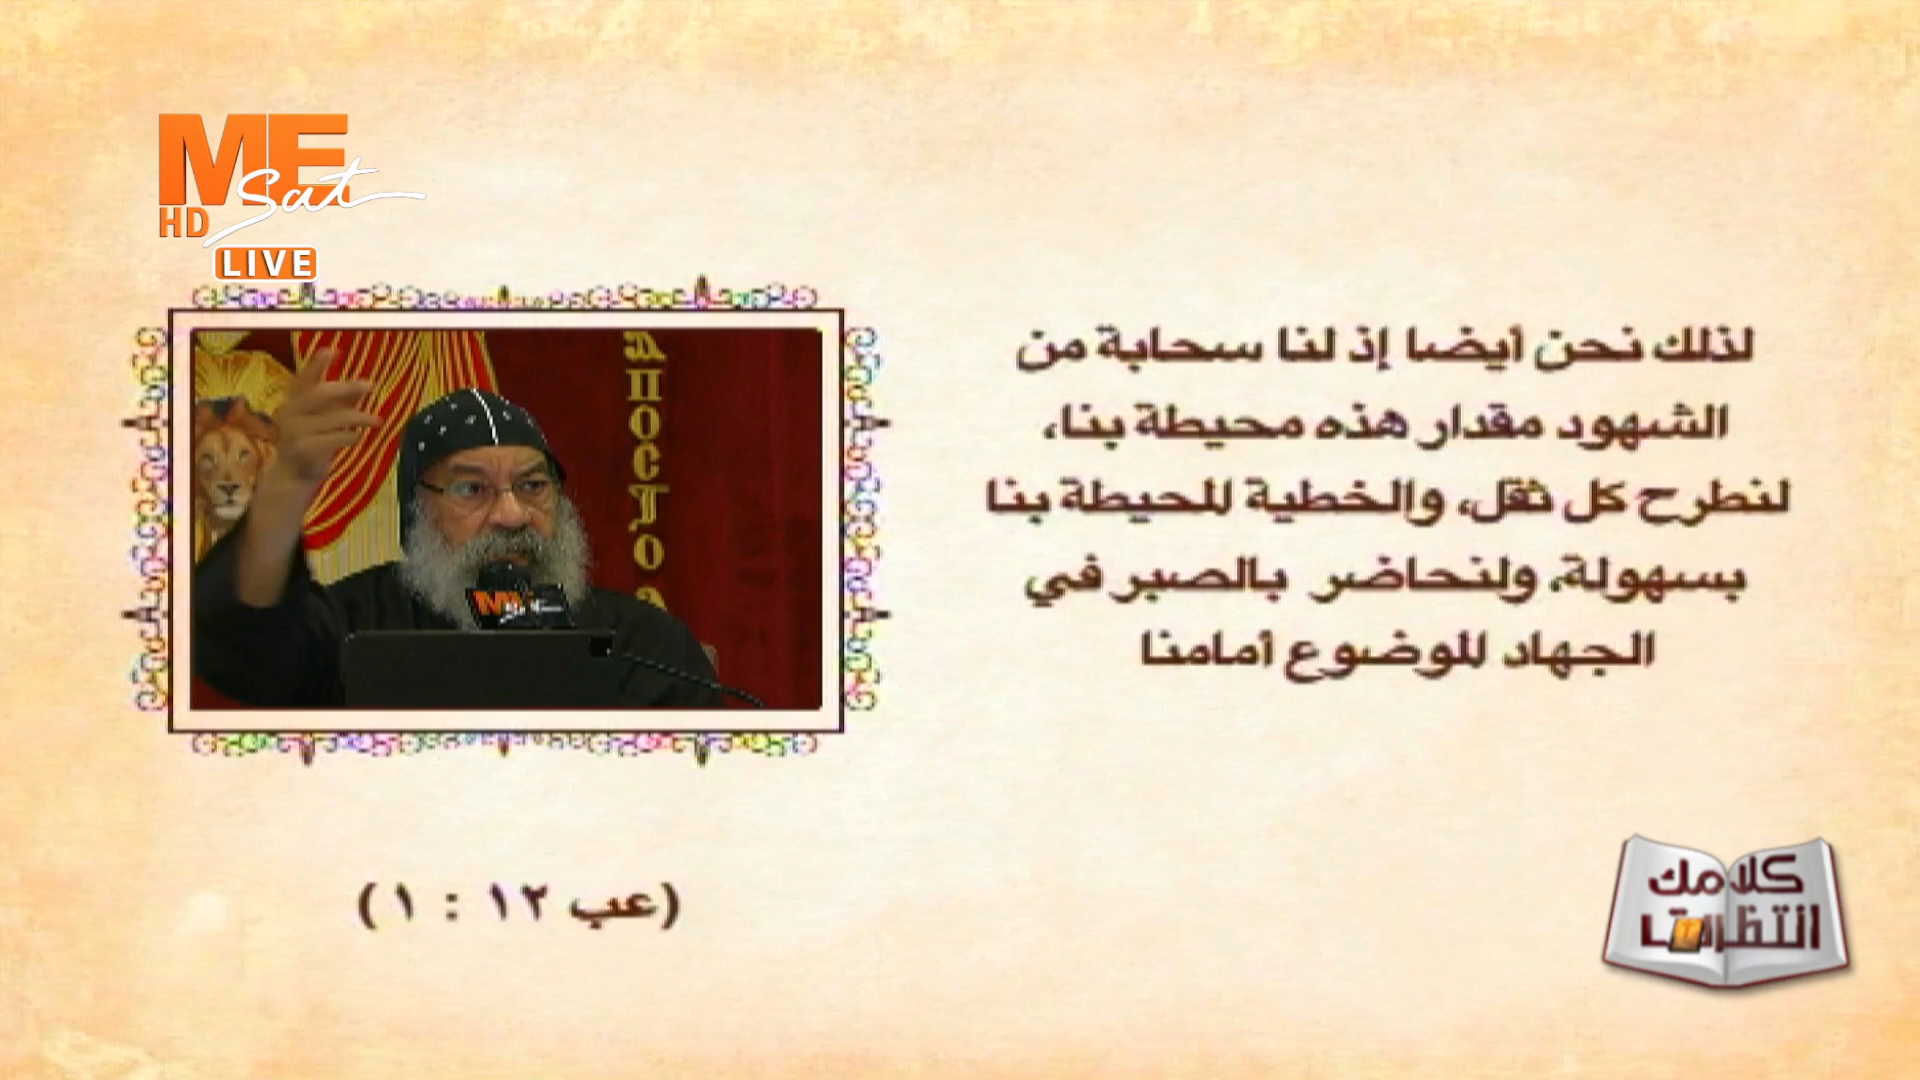 ME
Sat
HD
LIVE
لذلك نحن أيضا إذ لنا سحابة من
الشهود مقدار هذه محيطة بنا،
لنطرح كل ثقل، والخطية المحيطة بنا
بسهولة، ولنحاضر بالصبر في
الجهاد الموضوع أمامنا
ⲁⲡⲟⲥⲧⲟ
(عب ١٢ : ١)
كلامك